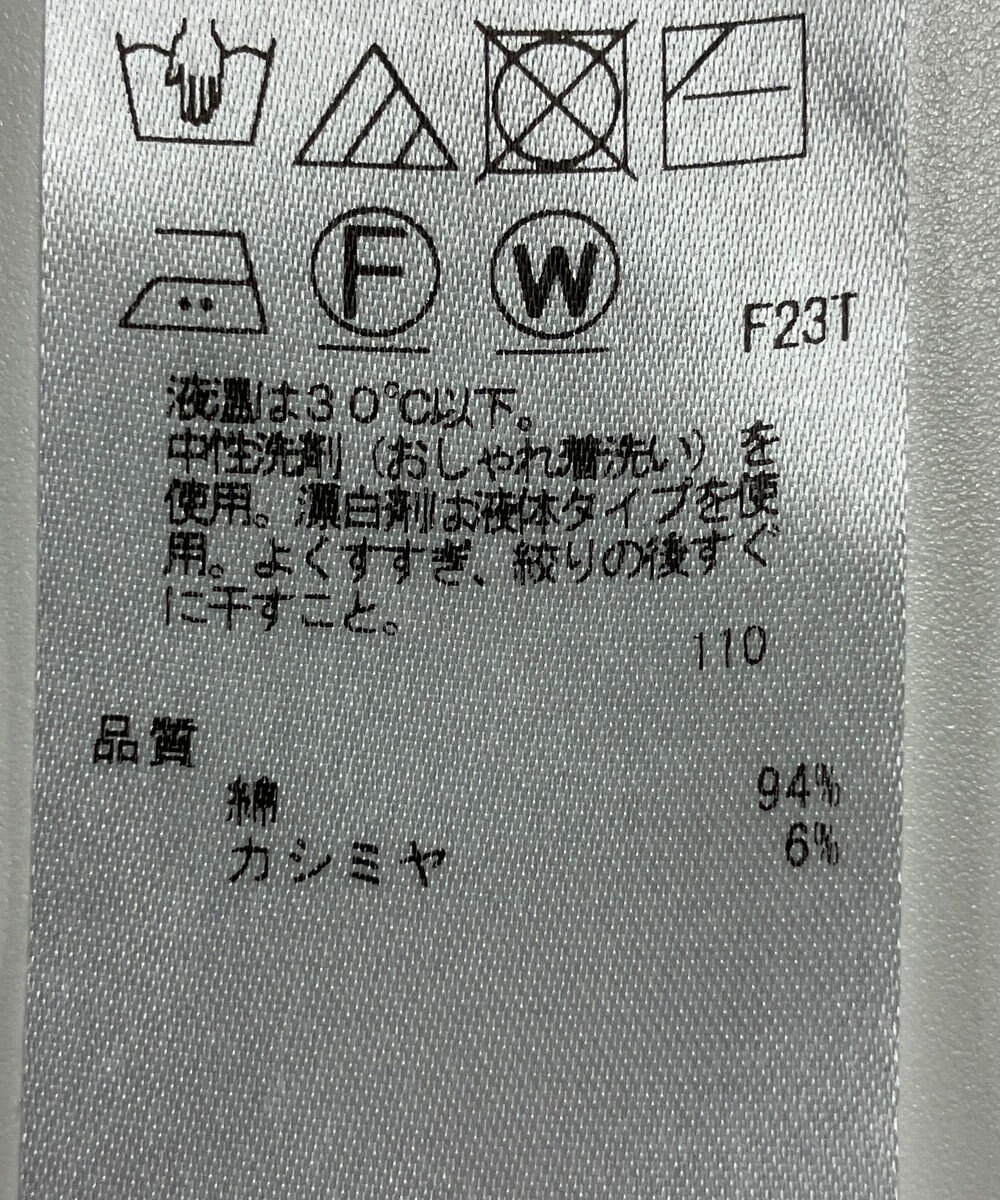 F W F23T
液温は30℃以下。
中性洗剤（おしゃれ着洗い）を
使用。漂白剤は液体タイプを使
用。よくすすぎ、絞りの後すぐ
に干すこと。
110
品質
綿 94%
カシミヤ 6%